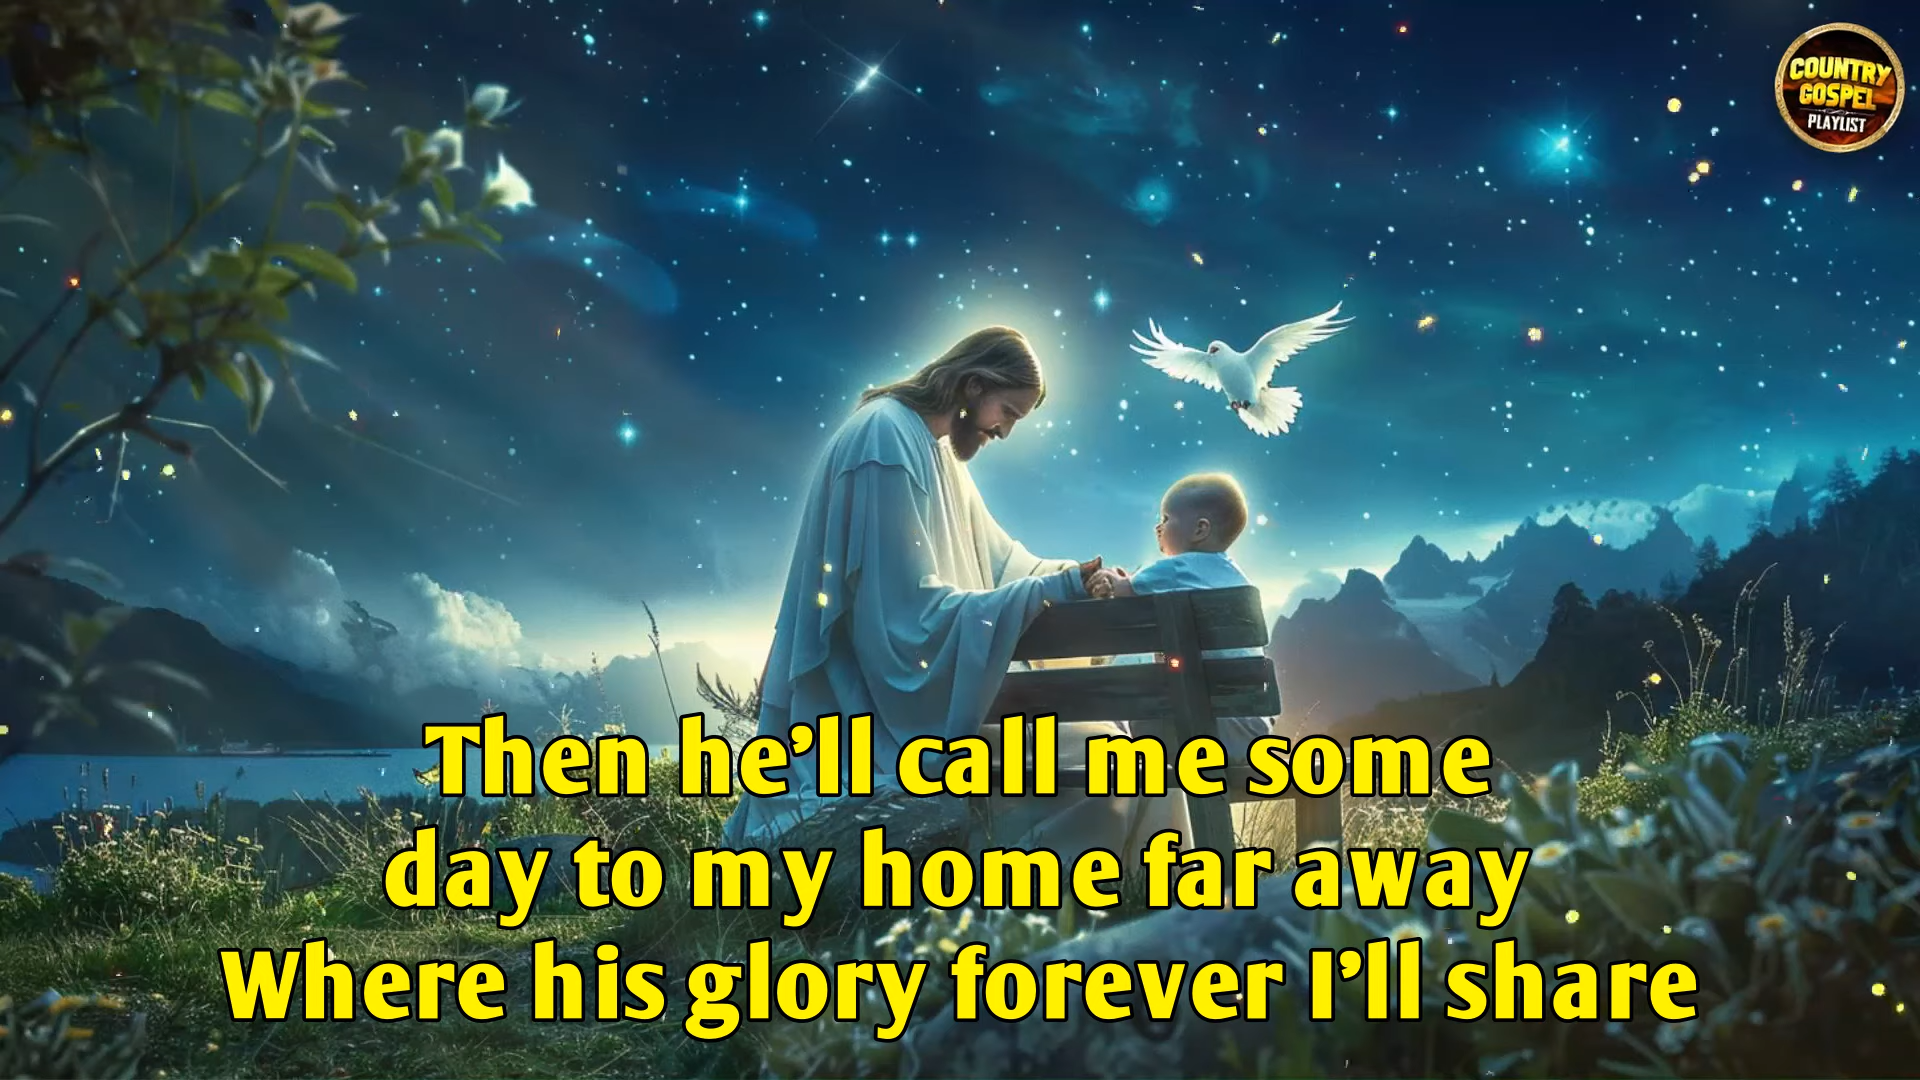 COUNTRY
GOSPEL
PLAYLIST
Then he'll call me some
day to my home far away
Where his glory forever I'll share